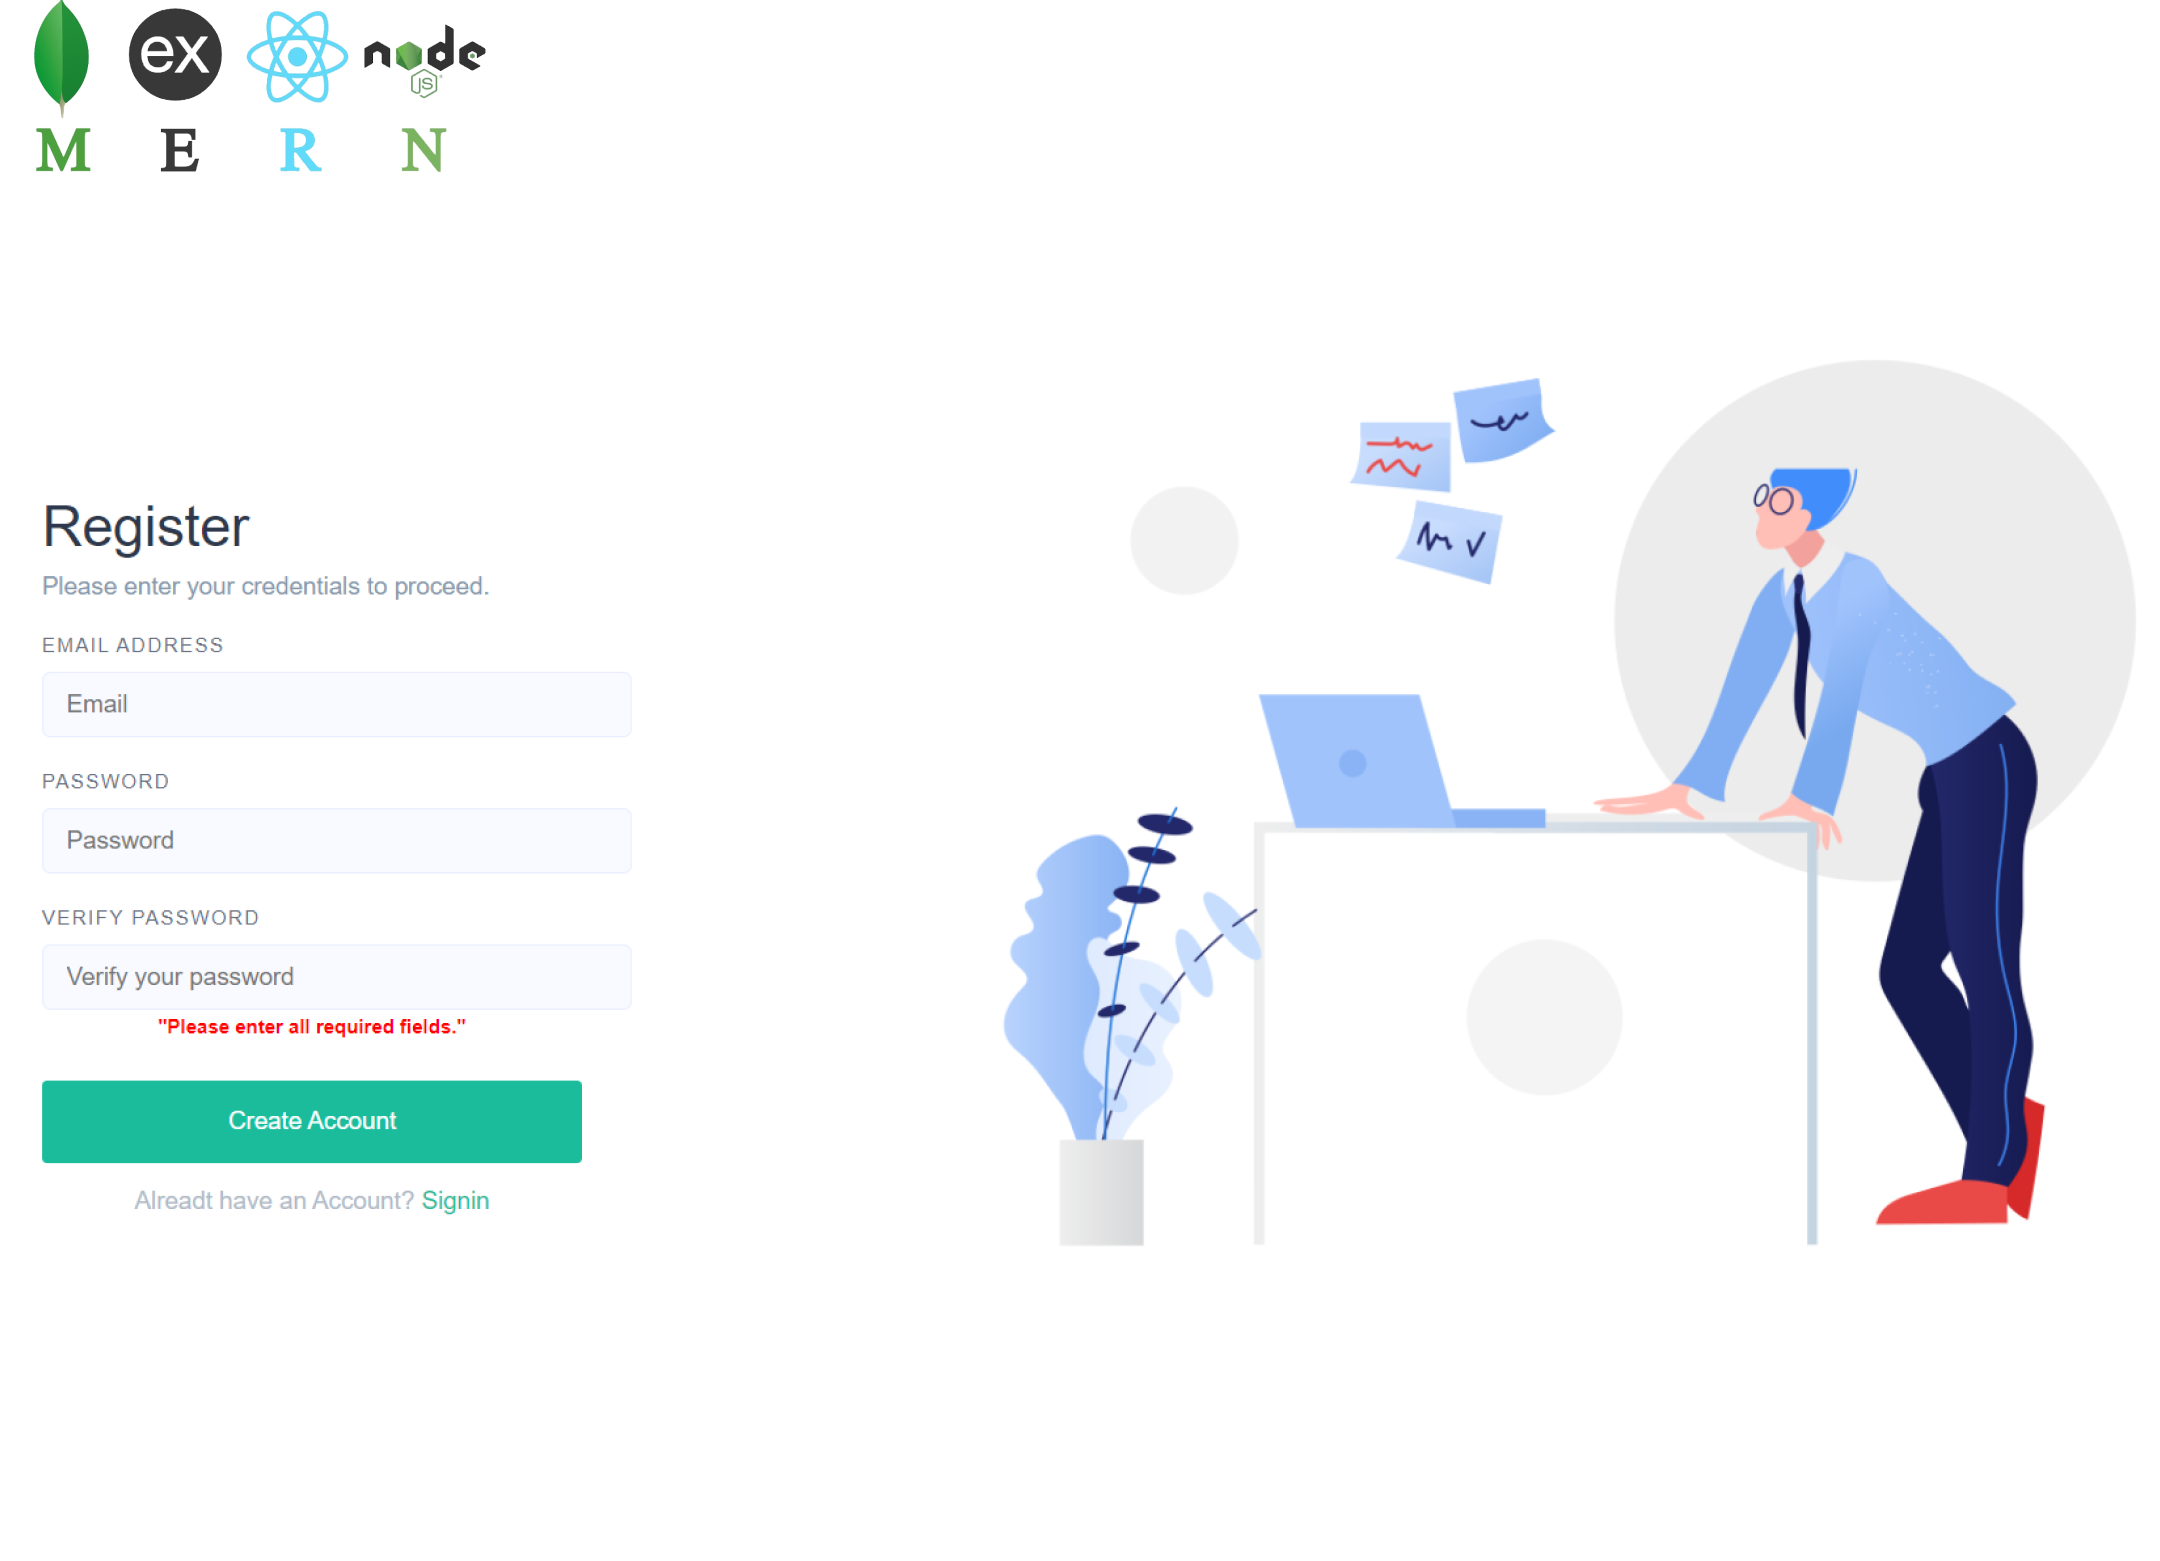 ex
node
JS
M E R N
Register
Please enter your credentials to proceed.
EMAIL ADDRESS
Email
PASSWORD
Password
VERIFY PASSWORD
Verify your password
"Please enter all required fields."
Create Account
Alreadt have an Account? Signin